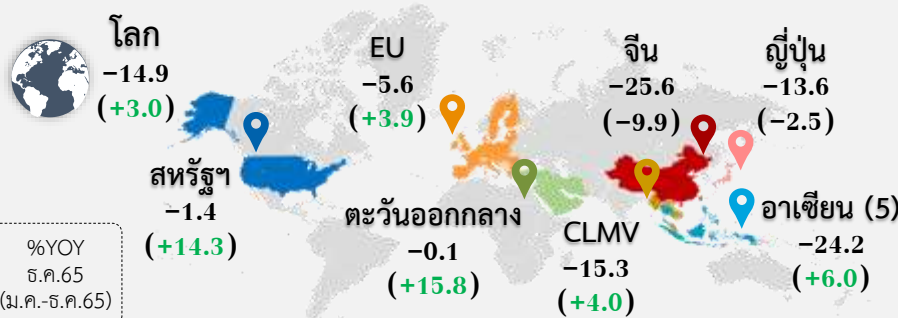 โลก
−14.9
(+3.0)
EU
−5.6
(+3.9)
จีน
−25.6
(−9.9)
ญี่ปุ่น
−13.6
(−2.5)
สหรัฐฯ
−1.4
(+14.3)
ตะวันออกกลาง
−0.1
(+15.8)
CLMV
−15.3
(+4.0)
อาเซียน (5)
−24.2
(+6.0)
%YOY
ธ.ค.65
(ม.ค.-ธ.ค.65)